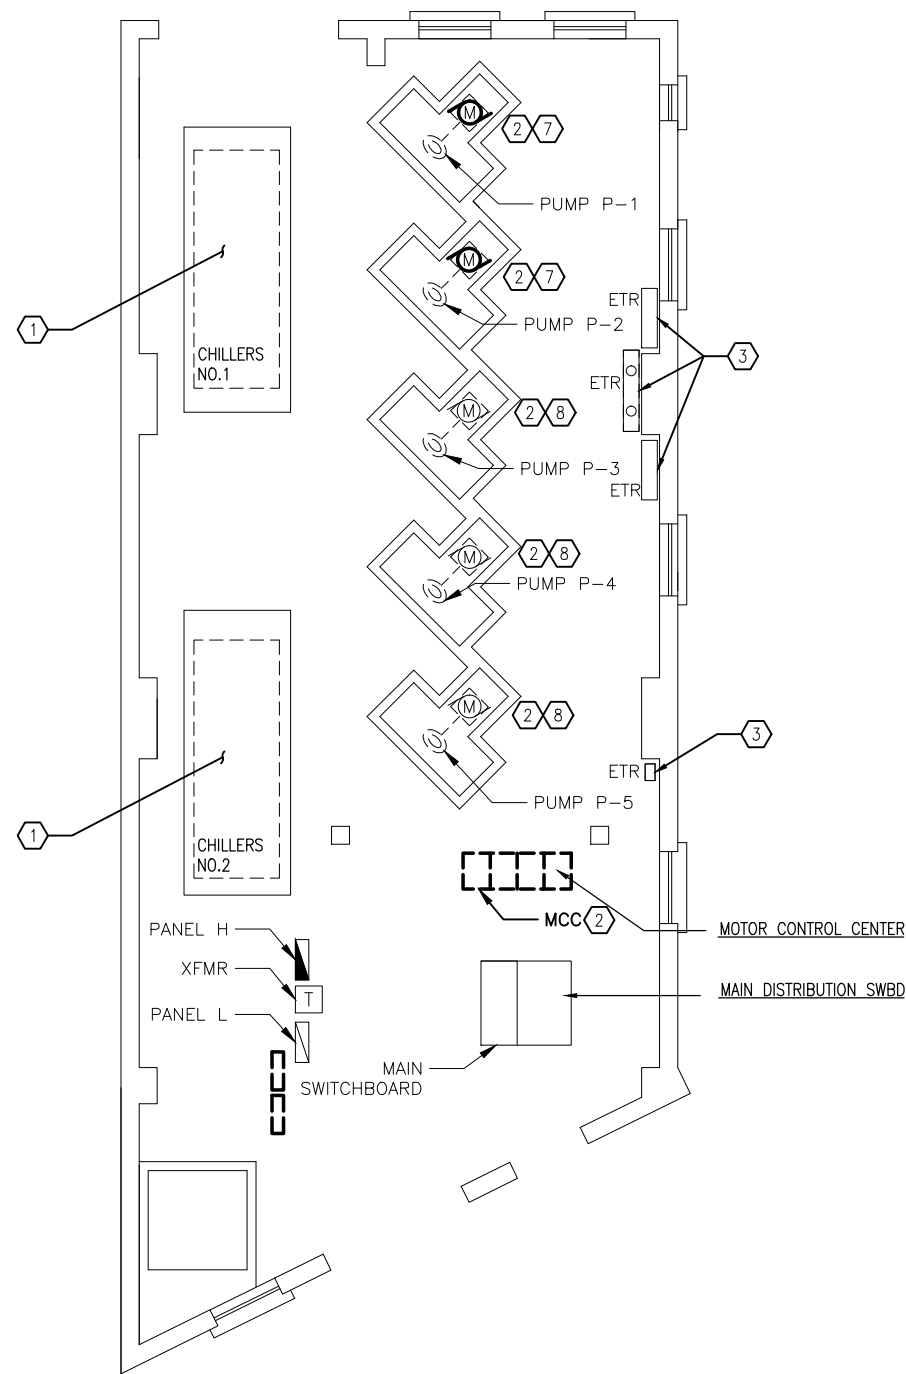 M
2 7
PUMP P-1
M
2 7
ETR
PUMP P-2
1
CHILLERS
NO.1
3
ETR
M
2 8
PUMP P-3
ETR
M
2 8
PUMP P-4
M
2 8
3
ETR
PUMP P-5
1
CHILLERS
NO.2
MCC 2
PANEL H
MOTOR CONTROL CENTER
XFMR
T
MAIN DISTRIBUTION SWBD
PANEL L
MAIN
SWITCHBOARD